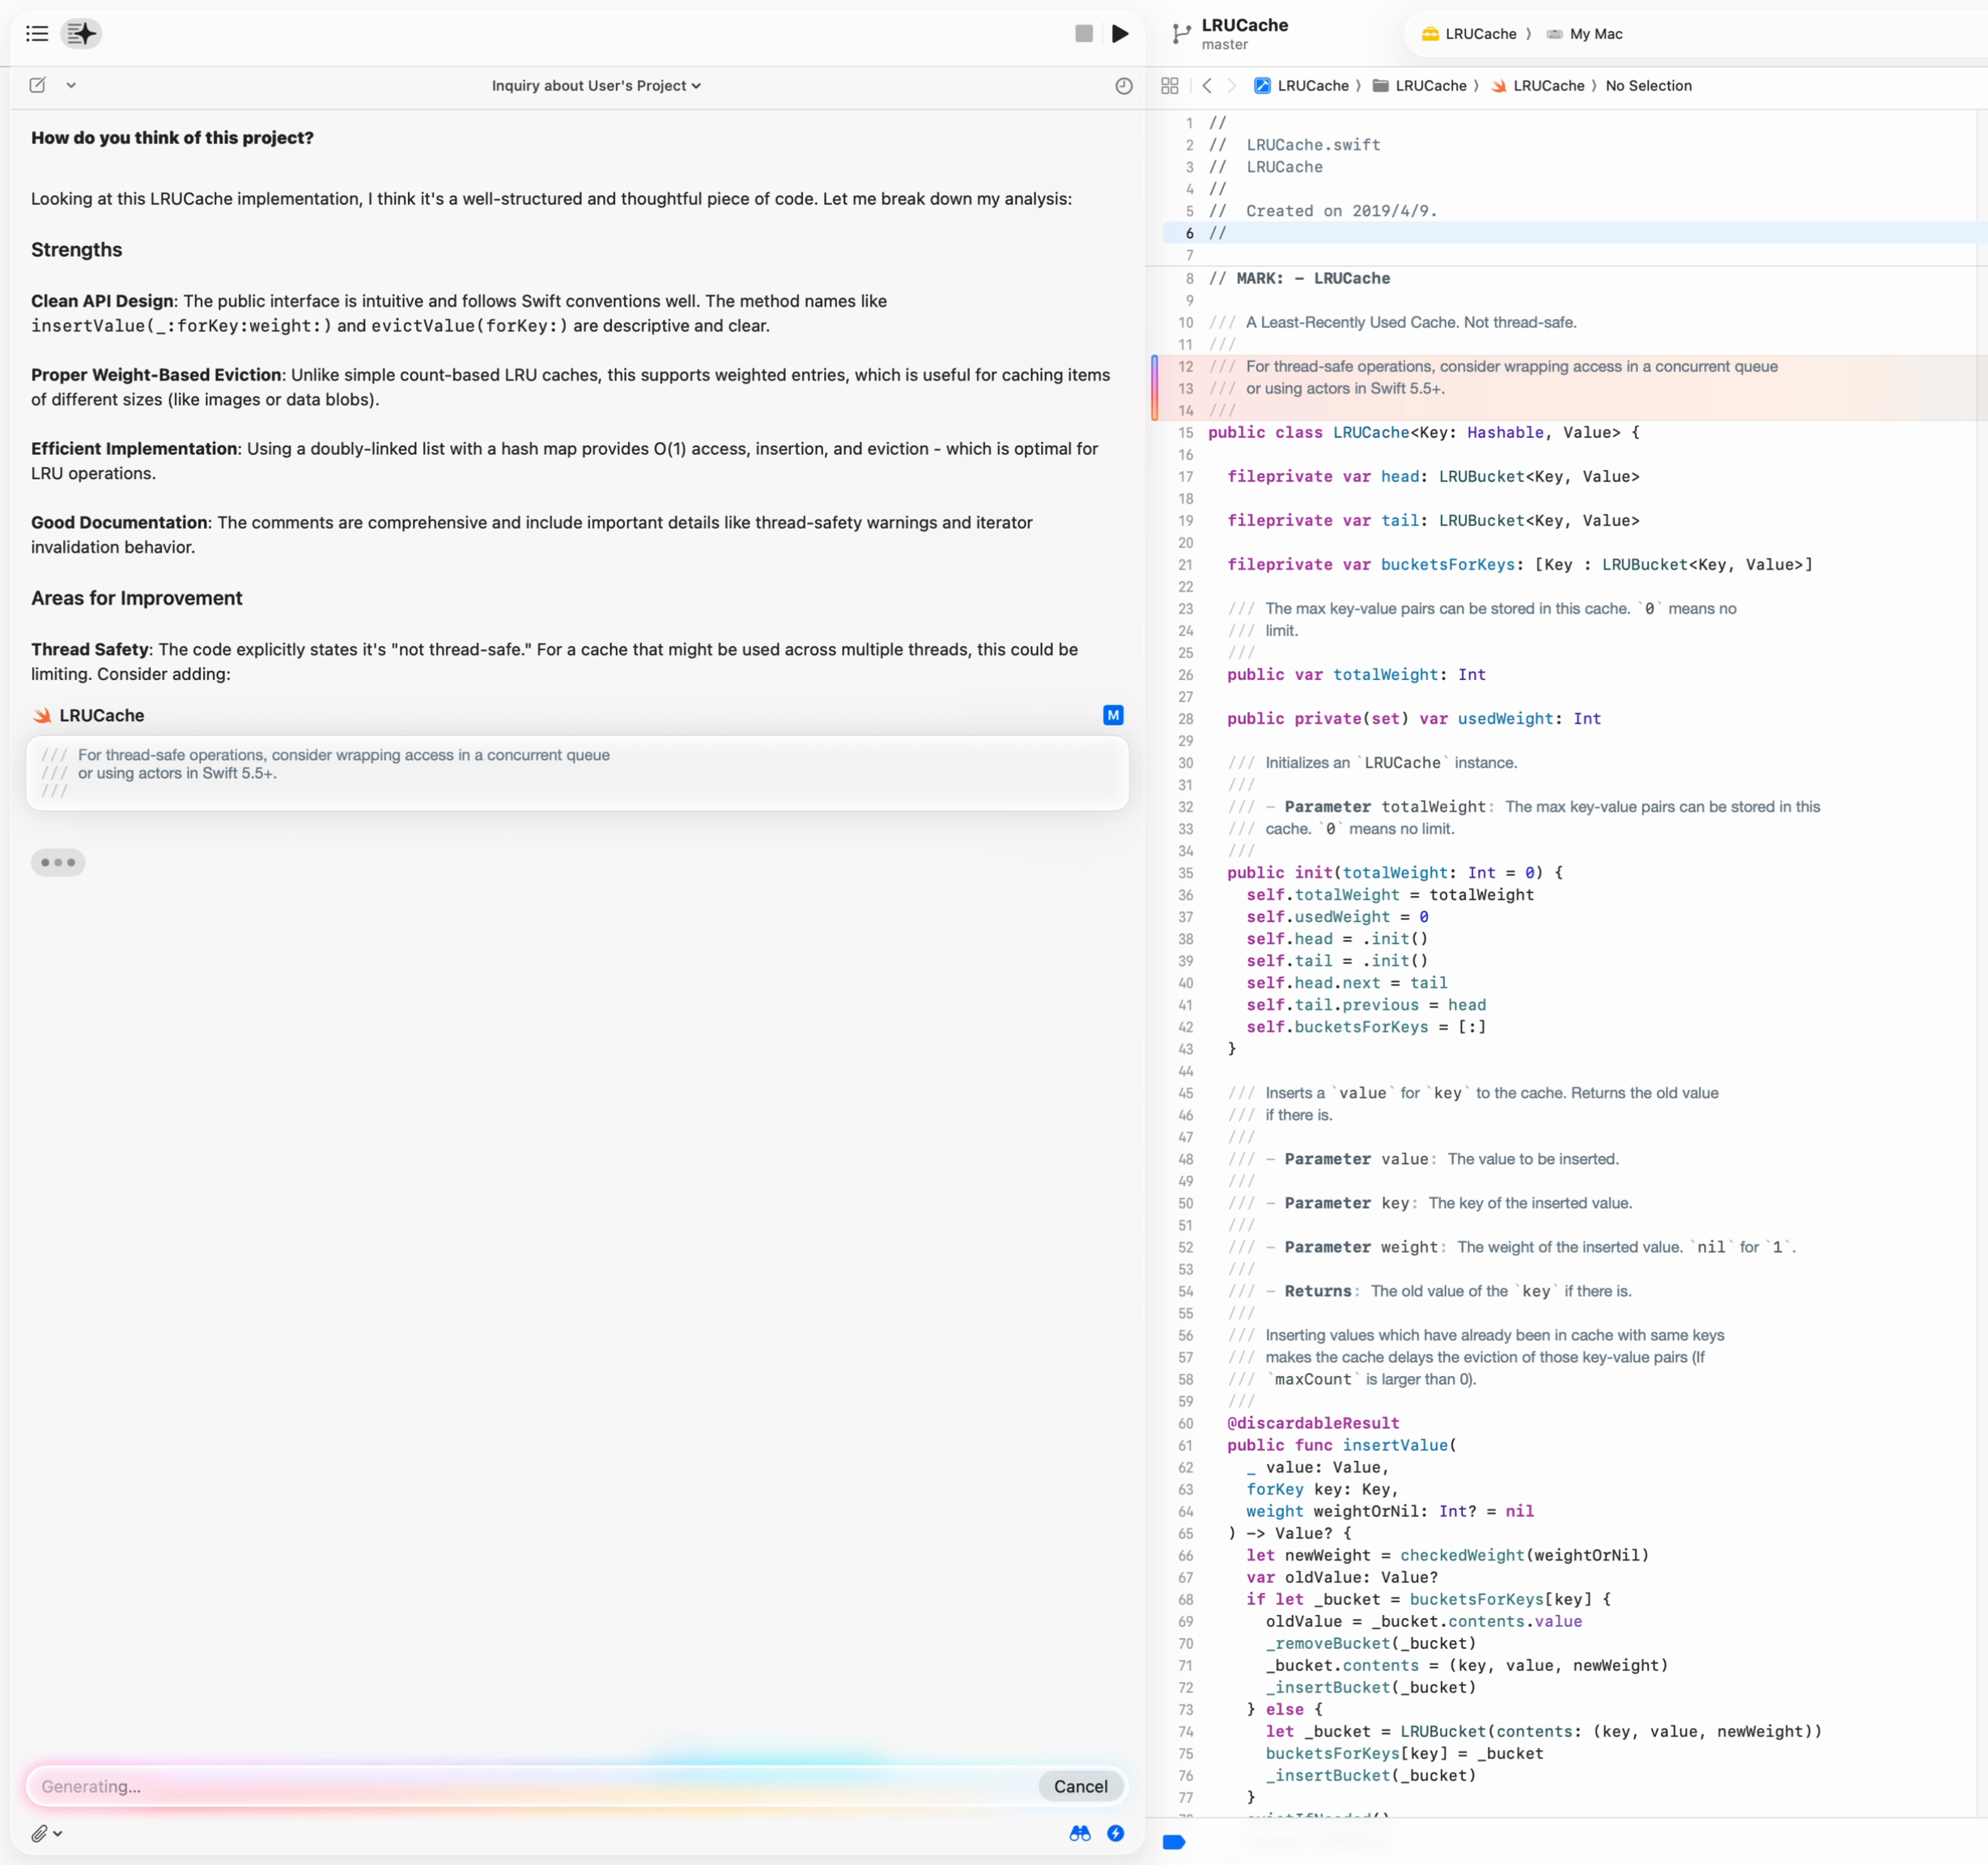 LRUCache
master
LRUCache 〉 My Mac
Inquiry about User's Project
LRUCache 〉 LRUCache 〉 LRUCache 〉 No Selection
How do you think of this project?
Looking at this LRUCache implementation, I think it's a well-structured and thoughtful piece of code. Let me break down my analysis:
Strengths
Clean API Design: The public interface is intuitive and follows Swift conventions well. The method names like
insertValue(_:forKey:weight:) and evictValue(forKey:) are descriptive and clear.
Proper Weight-Based Eviction: Unlike simple count-based LRU caches, this supports weighted entries, which is useful for caching items
of different sizes (like images or data blobs).
Efficient Implementation: Using a doubly-linked list with a hash map provides O(1) access, insertion, and eviction - which is optimal for
LRU operations.
Good Documentation: The comments are comprehensive and include important details like thread-safety warnings and iterator
invalidation behavior.
Areas for Improvement
Thread Safety: The code explicitly states it's "not thread-safe." For a cache that might be used across multiple threads, this could be
limiting. Consider adding:
LRUCache
M
/// For thread-safe operations, consider wrapping access in a concurrent queue
/// or using actors in Swift 5.5+.
///
Generating...
Cancel
1 //
2 //  LRUCache.swift
3 //  LRUCache
4 //
5 //  Created on 2019/4/9.
6 //
7
8 // MARK: - LRUCache
9
10 /// A Least-Recently Used Cache. Not thread-safe.
11 ///
12 /// For thread-safe operations, consider wrapping access in a concurrent queue
13 /// or using actors in Swift 5.5+.
14 ///
15 public class LRUCache<Key: Hashable, Value> {
16
17   fileprivate var head: LRUBucket<Key, Value>
18
19   fileprivate var tail: LRUBucket<Key, Value>
20
21   fileprivate var bucketsForKeys: [Key : LRUBucket<Key, Value>]
22
23   /// The max key-value pairs can be stored in this cache. `0` means no
24   /// limit.
25   ///
26   public var totalWeight: Int
27
28   public private(set) var usedWeight: Int
29
30   /// Initializes an `LRUCache` instance.
31   ///
32   /// - Parameter totalWeight: The max key-value pairs can be stored in this
33   /// cache. `0` means no limit.
34   ///
35   public init(totalWeight: Int = 0) {
36     self.totalWeight = totalWeight
37     self.usedWeight = 0
38     self.head = .init()
39     self.tail = .init()
40     self.head.next = tail
41     self.tail.previous = head
42     self.bucketsForKeys = [:]
43   }
44
45   /// Inserts a `value` for `key` to the cache. Returns the old value
46   /// if there is.
47   ///
48   /// - Parameter value: The value to be inserted.
49   ///
50   /// - Parameter key: The key of the inserted value.
51   ///
52   /// - Parameter weight: The weight of the inserted value. `nil` for `1`.
53   ///
54   /// - Returns: The old value of the `key` if there is.
55   ///
56   /// Inserting values which have already been in cache with same keys
57   /// makes the cache delays the eviction of those key-value pairs (If
58   /// `maxCount` is larger than 0).
59   ///
60   @discardableResult
61   public func insertValue(
62     _ value: Value,
63     forKey key: Key,
64     weight weightOrNil: Int? = nil
65   ) -> Value? {
66     let newWeight = checkedWeight(weightOrNil)
67     var oldValue: Value?
68     if let _bucket = bucketsForKeys[key] {
69       oldValue = _bucket.contents.value
70       _removeBucket(_bucket)
71       _bucket.contents = (key, value, newWeight)
72       _insertBucket(_bucket)
73     } else {
74       let _bucket = LRUBucket(contents: (key, value, newWeight))
75       bucketsForKeys[key] = _bucket
76       _insertBucket(_bucket)
77     }